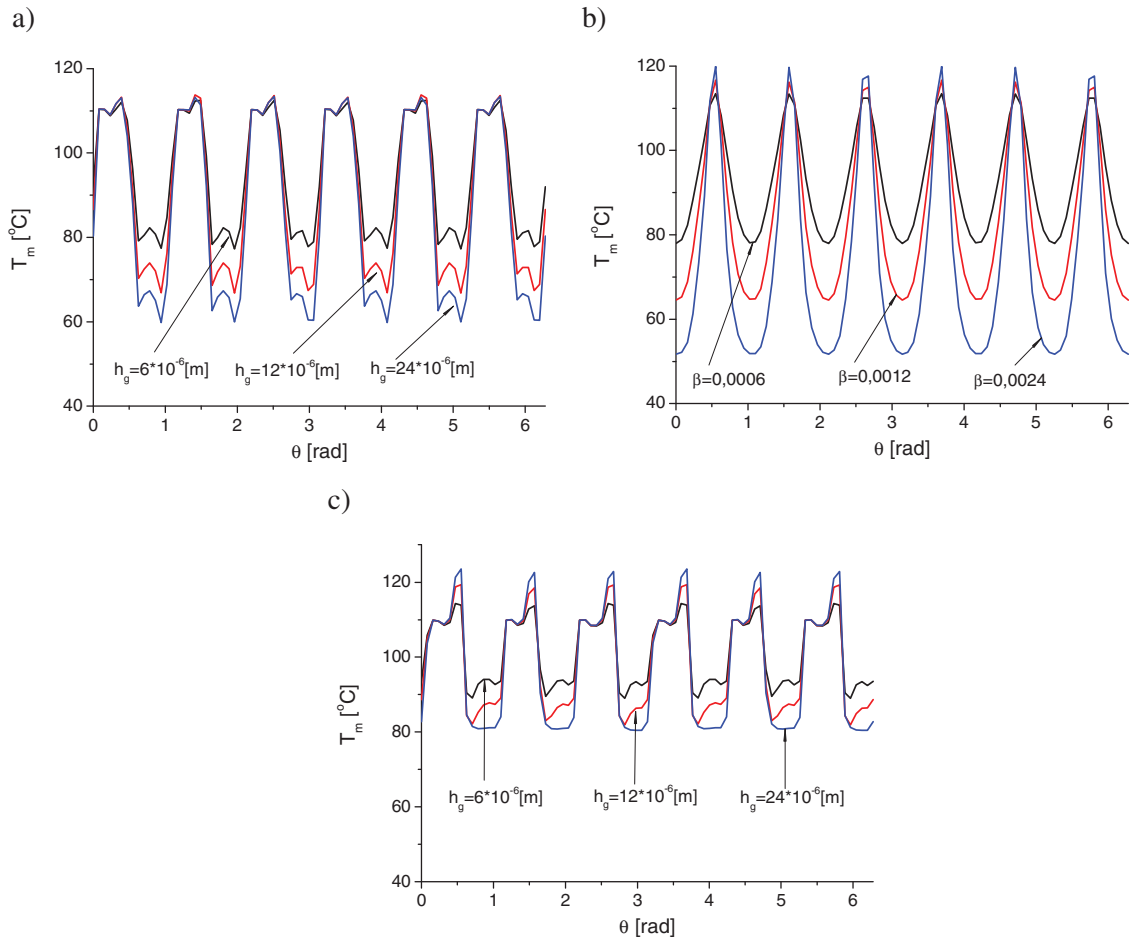 a)
120
100
80
60
40
T_m [°C]
h_g=6*10^-6[m]
h_g=12*10^-6[m]
h_g=24*10^-6[m]
0 1 2 3 4 5 6
θ [rad]
b)
120
100
80
60
40
T_m [°C]
β=0,0006
β=0,0012
β=0,0024
0 1 2 3 4 5 6
θ [rad]
c)
120
100
80
60
40
T_m [°C]
h_g=6*10^-6[m]
h_g=12*10^-6[m]
h_g=24*10^-6[m]
0 1 2 3 4 5 6
θ [rad]